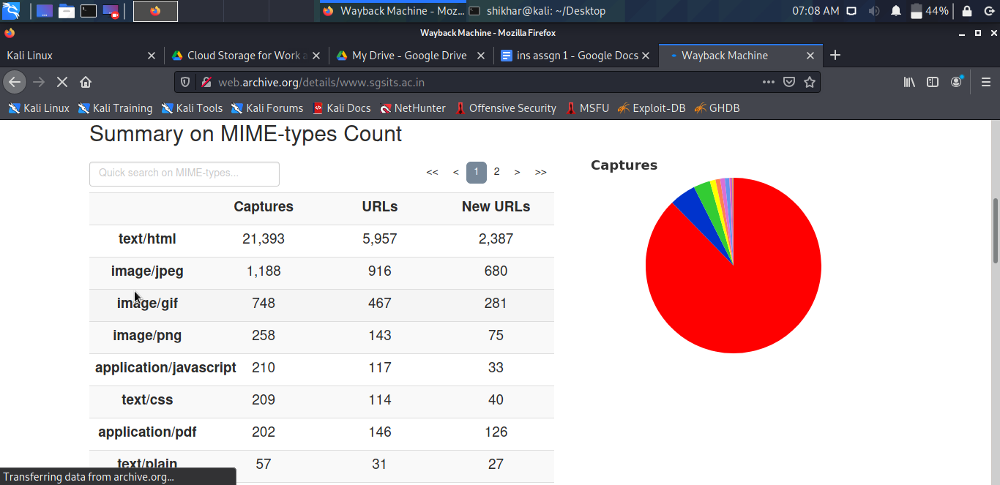 Wayback Machine - Moz... shikhar@kali: ~/Desktop 07:08 AM 44%
Wayback Machine - Mozilla Firefox
Kali Linux Cloud Storage for Work a My Drive - Google Drive ins assgn 1 - Google Docs Wayback Machine
web.archive.org/details/www.sgsits.ac.in
Kali Linux Kali Training Kali Tools Kali Forums Kali Docs NetHunter Offensive Security MSFU Exploit-DB GHDB
Summary on MIME-types Count
Quick search on MIME-types... << < 1 2 > >>
Captures
Captures URLs New URLs
text/html 21,393 5,957 2,387
image/jpeg 1,188 916 680
image/gif 748 467 281
image/png 258 143 75
application/javascript 210 117 33
text/css 209 114 40
application/pdf 202 146 126
text/plain 57 31 27
Transferring data from archive.org...